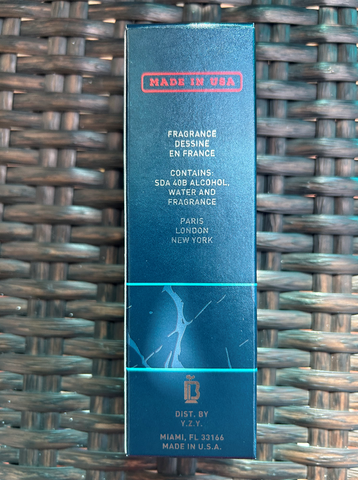 MADE IN USA
FRAGRANCE
DESSINE
EN FRANCE
CONTAINS:
SDA 40B ALCOHOL,
WATER AND
FRAGRANCE
PARIS
LONDON
NEW YORK
DIST. BY
Y.Z.Y.
MIAMI, FL 33166
MADE IN U.S.A.